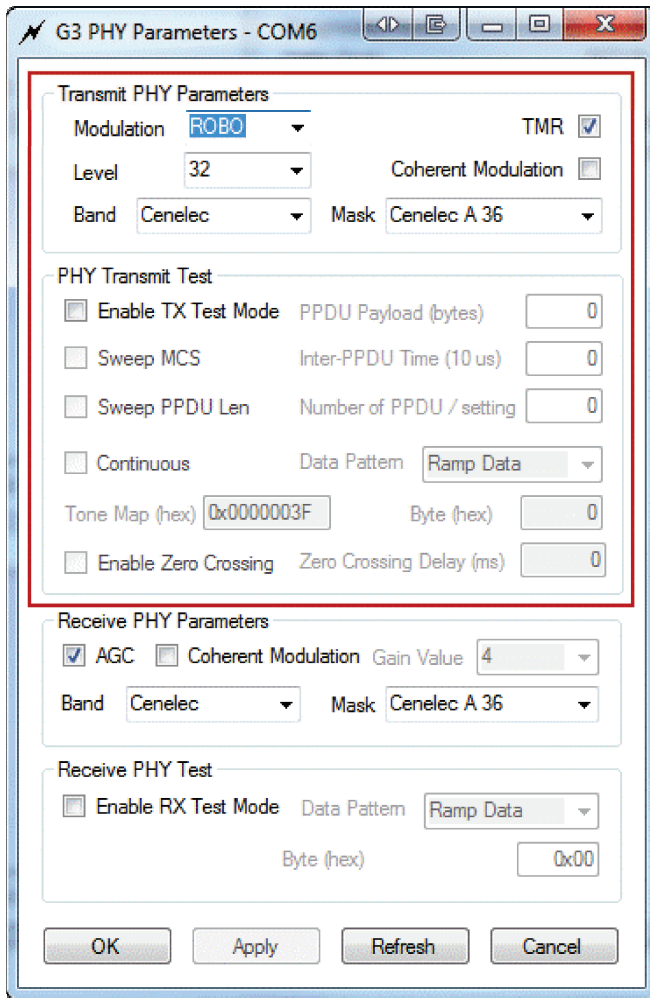 G3 PHY Parameters - COM6
Transmit PHY Parameters
Modulation ROBO TMR
Level 32 Coherent Modulation
Band Cenelec Mask Cenelec A 36
PHY Transmit Test
Enable TX Test Mode PPDU Payload (bytes) 0
Sweep MCS Inter-PPDU Time (10 us) 0
Sweep PPDU Len Number of PPDU / setting 0
Continuous Data Pattern Ramp Data
Tone Map (hex) 0x0000003F Byte (hex) 0
Enable Zero Crossing Zero Crossing Delay (ms) 0
Receive PHY Parameters
AGC Coherent Modulation Gain Value 4
Band Cenelec Mask Cenelec A 36
Receive PHY Test
Enable RX Test Mode Data Pattern Ramp Data
Byte (hex) 0x00
OK Apply Refresh Cancel